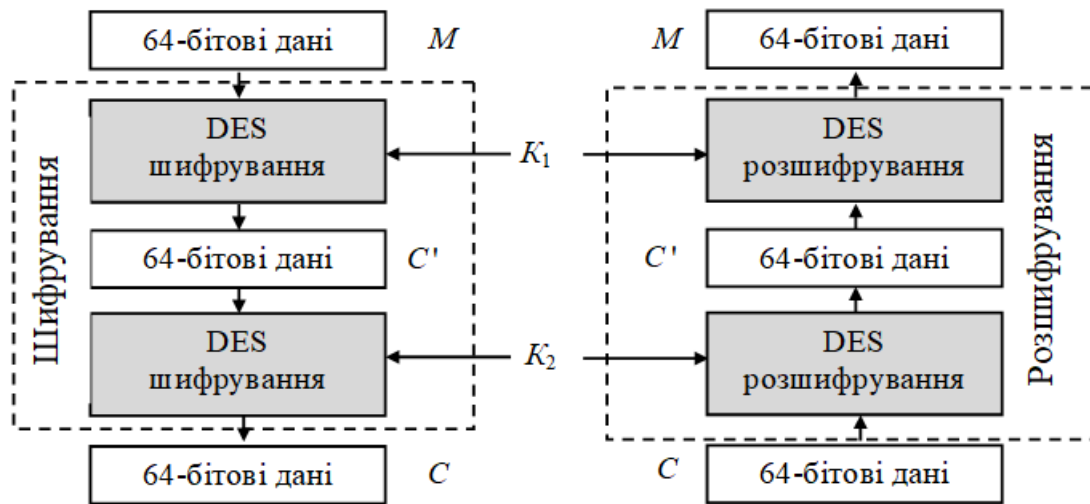 64-бітові дані M
DES
шифрування
64-бітові дані C'
DES
шифрування
64-бітові дані C
Шифрування
K₁
K₂
M 64-бітові дані
DES
розшифрування
C' 64-бітові дані
DES
розшифрування
C 64-бітові дані
Розшифрування